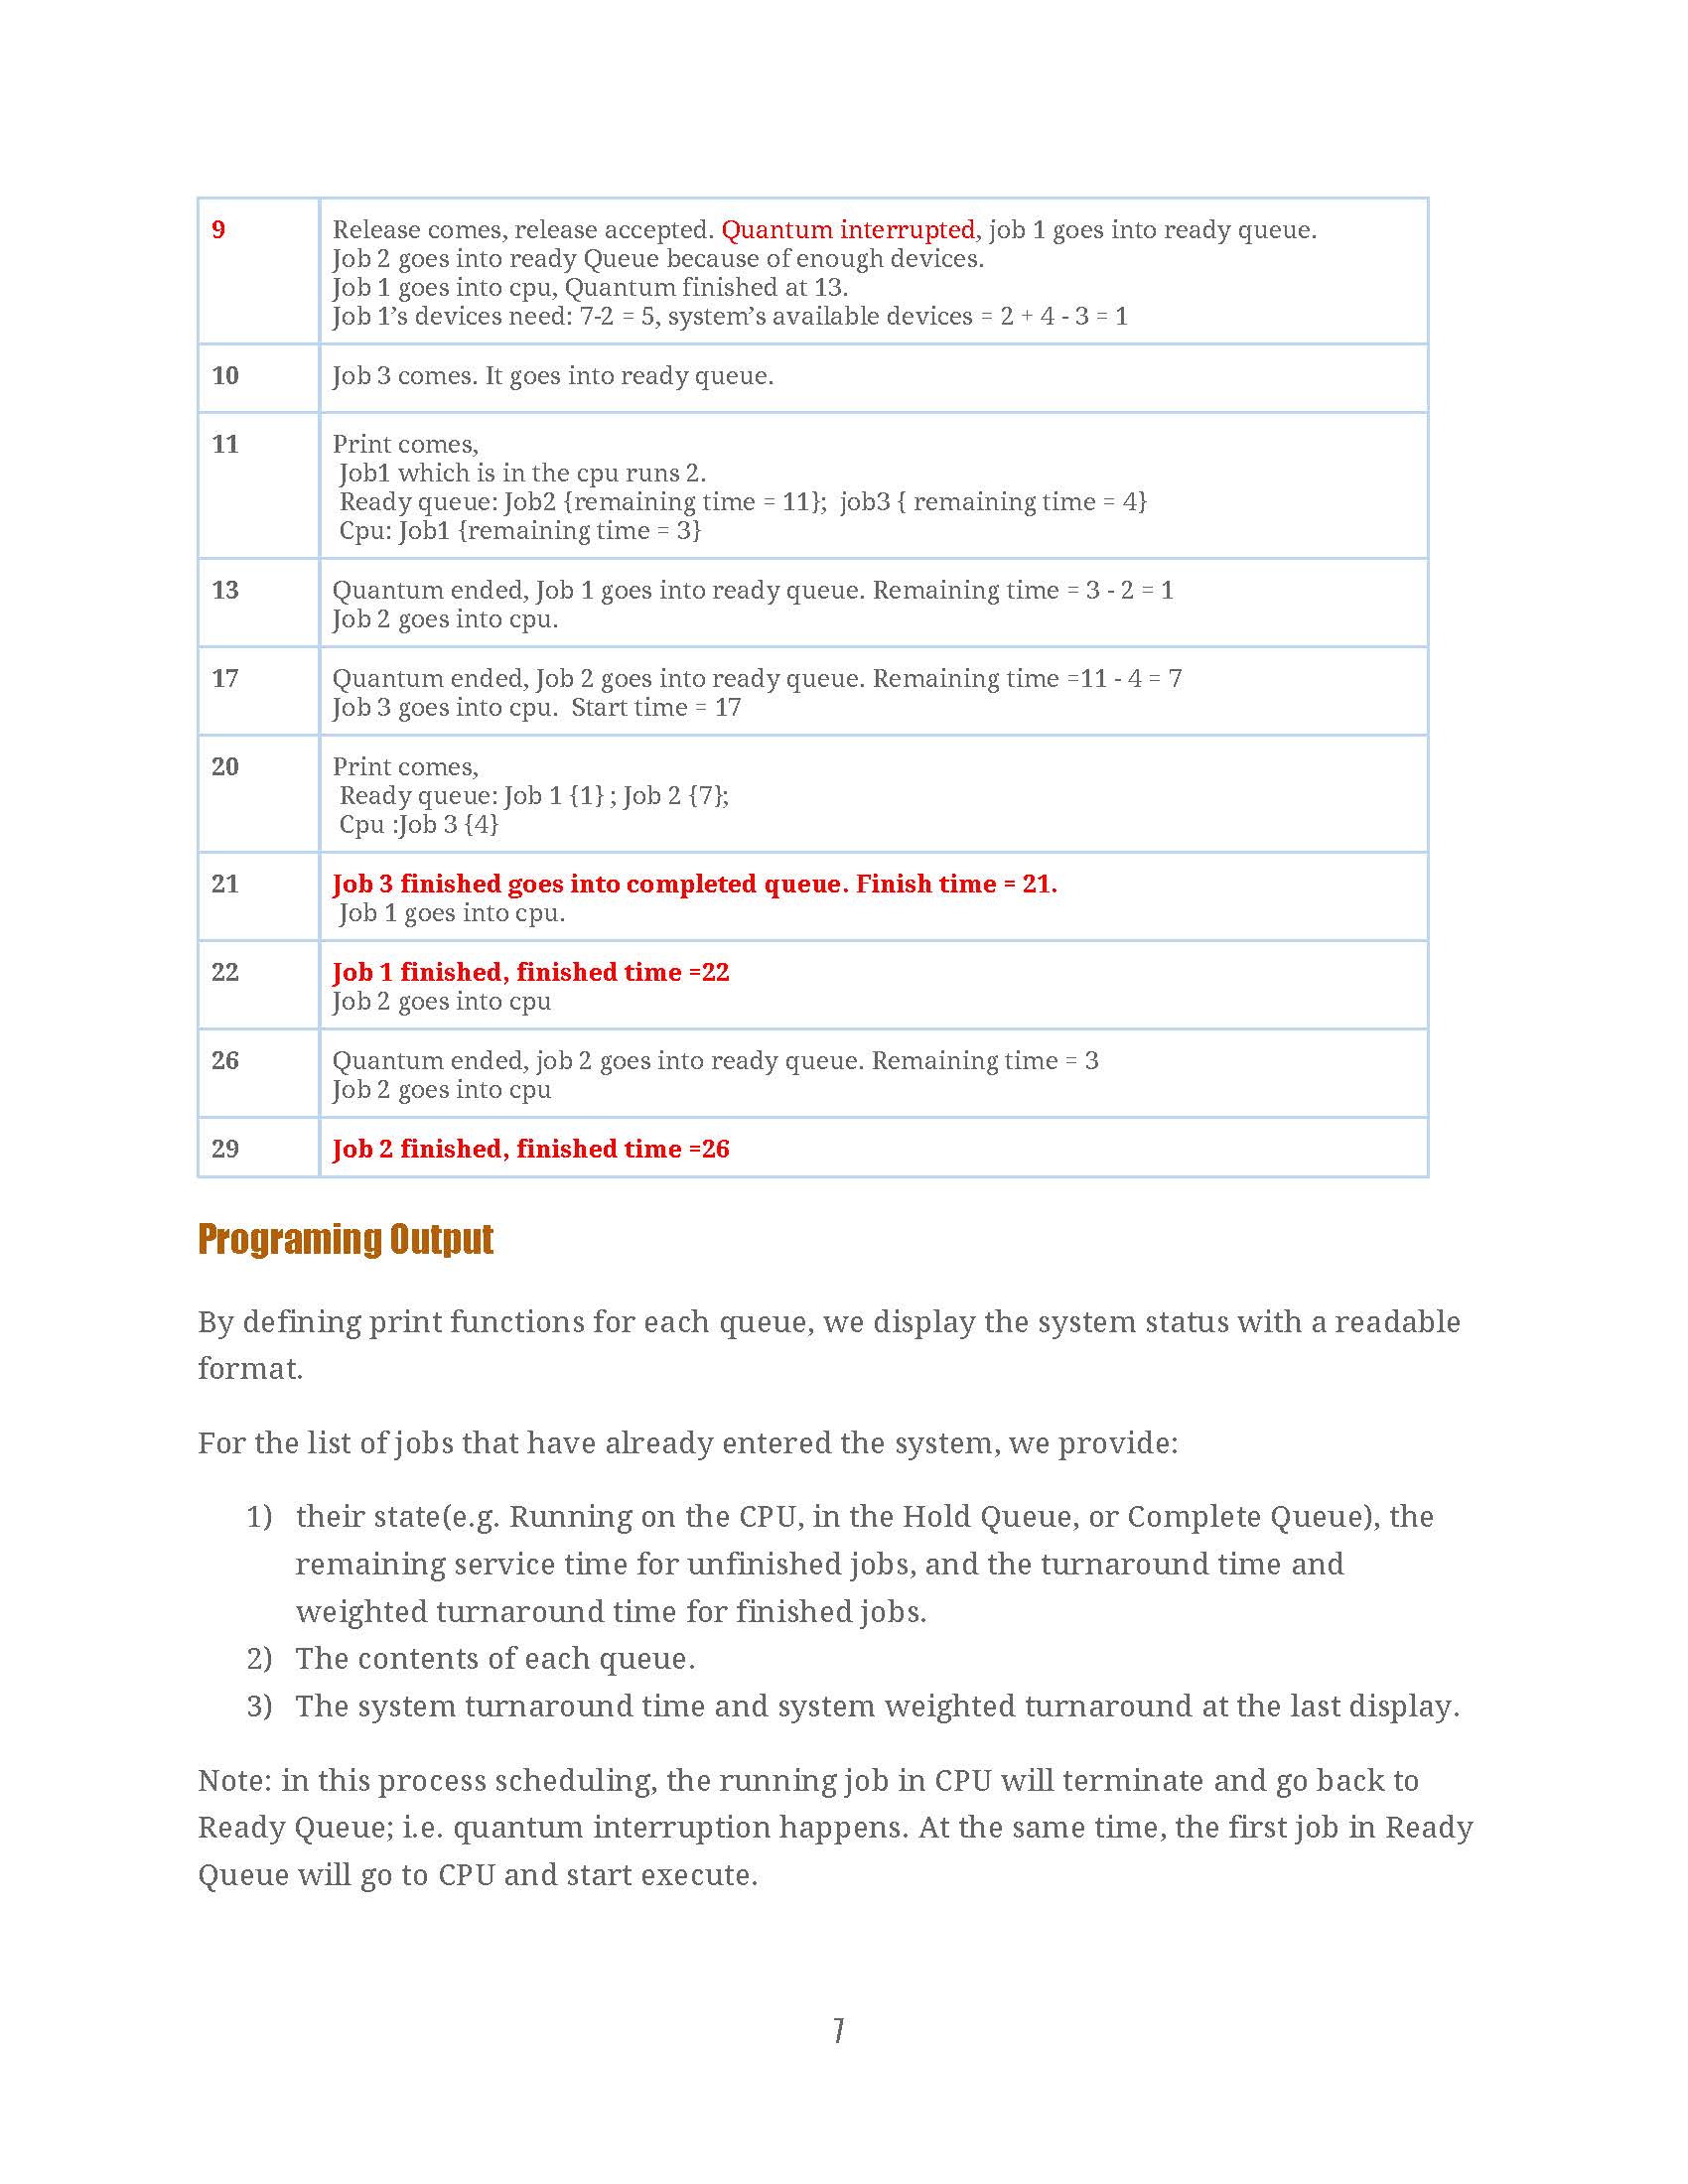 9
Release comes, release accepted. Quantum interrupted, job 1 goes into ready queue.
Job 2 goes into ready Queue because of enough devices.
Job 1 goes into cpu, Quantum finished at 13.
Job 1’s devices need: 7-2 = 5, system’s available devices = 2 + 4 - 3 = 1
10
Job 3 comes. It goes into ready queue.
11
Print comes,
Job1 which is in the cpu runs 2.
Ready queue: Job2 {remaining time = 11}; job3 { remaining time = 4}
Cpu: Job1 {remaining time = 3}
13
Quantum ended, Job 1 goes into ready queue. Remaining time = 3 - 2 = 1
Job 2 goes into cpu.
17
Quantum ended, Job 2 goes into ready queue. Remaining time =11 - 4 = 7
Job 3 goes into cpu. Start time = 17
20
Print comes,
Ready queue: Job 1 {1} ; Job 2 {7};
Cpu :Job 3 {4}
21
Job 3 finished goes into completed queue. Finish time = 21.
Job 1 goes into cpu.
22
Job 1 finished, finished time =22
Job 2 goes into cpu
26
Quantum ended, job 2 goes into ready queue. Remaining time = 3
Job 2 goes into cpu
29
Job 2 finished, finished time =26
Programing Output
By defining print functions for each queue, we display the system status with a readable
format.
For the list of jobs that have already entered the system, we provide:
1) their state(e.g. Running on the CPU, in the Hold Queue, or Complete Queue), the
remaining service time for unfinished jobs, and the turnaround time and
weighted turnaround time for finished jobs.
2) The contents of each queue.
3) The system turnaround time and system weighted turnaround at the last display.
Note: in this process scheduling, the running job in CPU will terminate and go back to
Ready Queue; i.e. quantum interruption happens. At the same time, the first job in Ready
Queue will go to CPU and start execute.
7